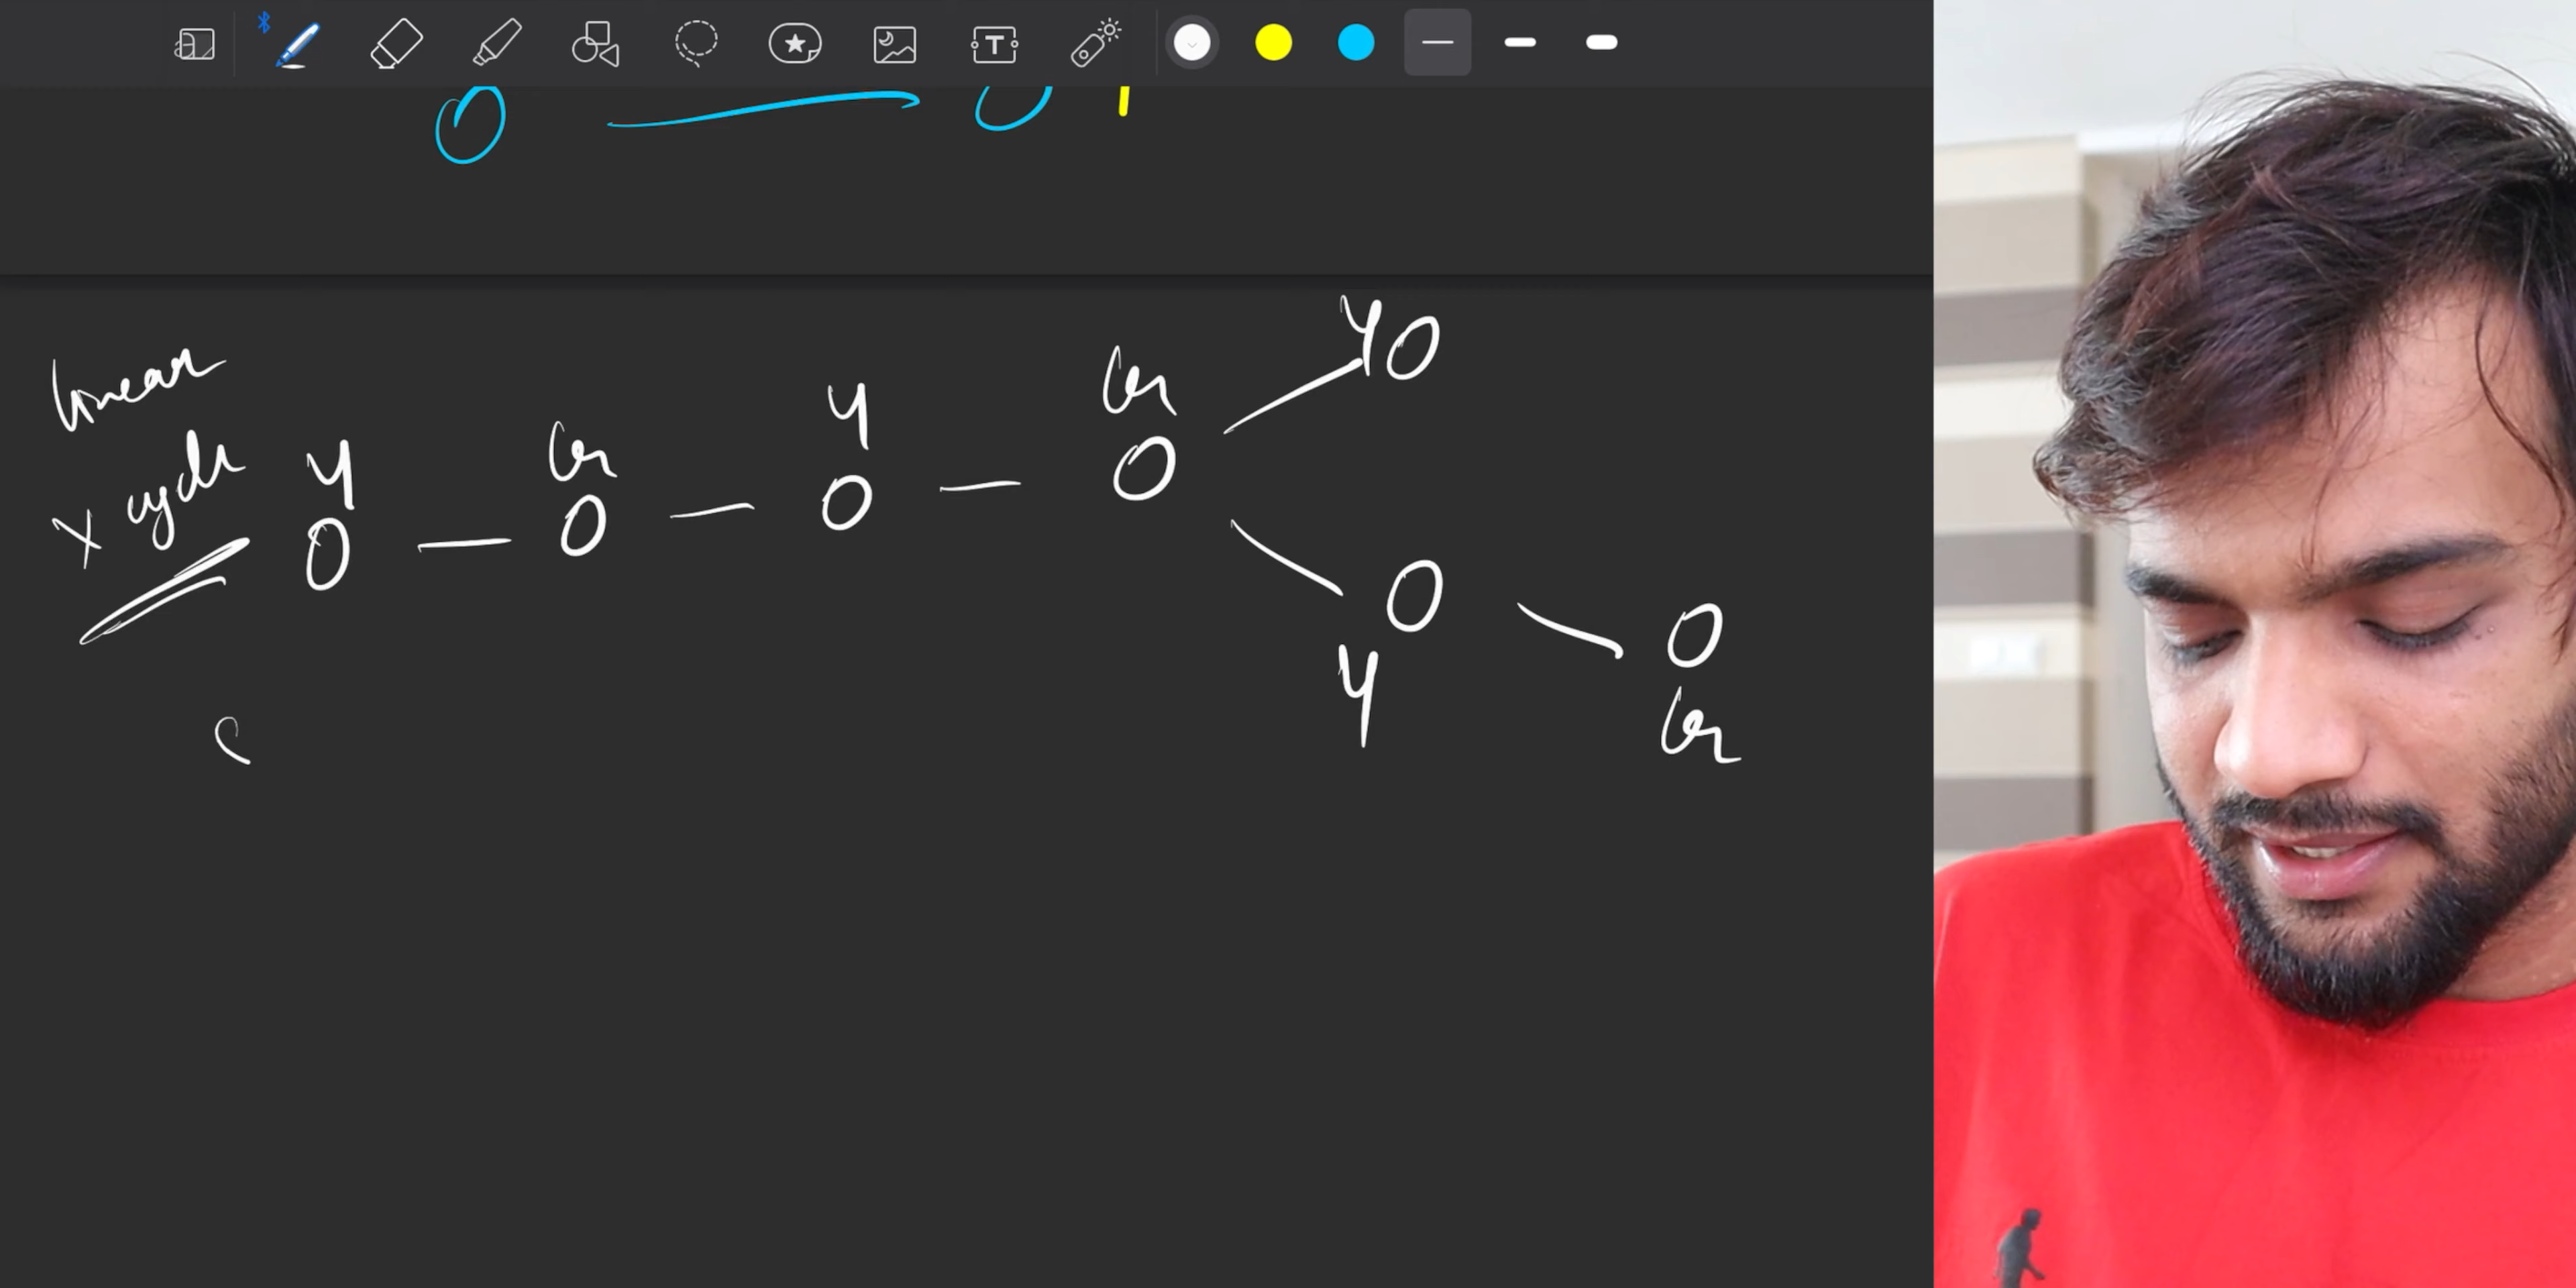 linear
x cycle
Y Gr Y Gr Y
O — O — O — O O
O O
Y Gr